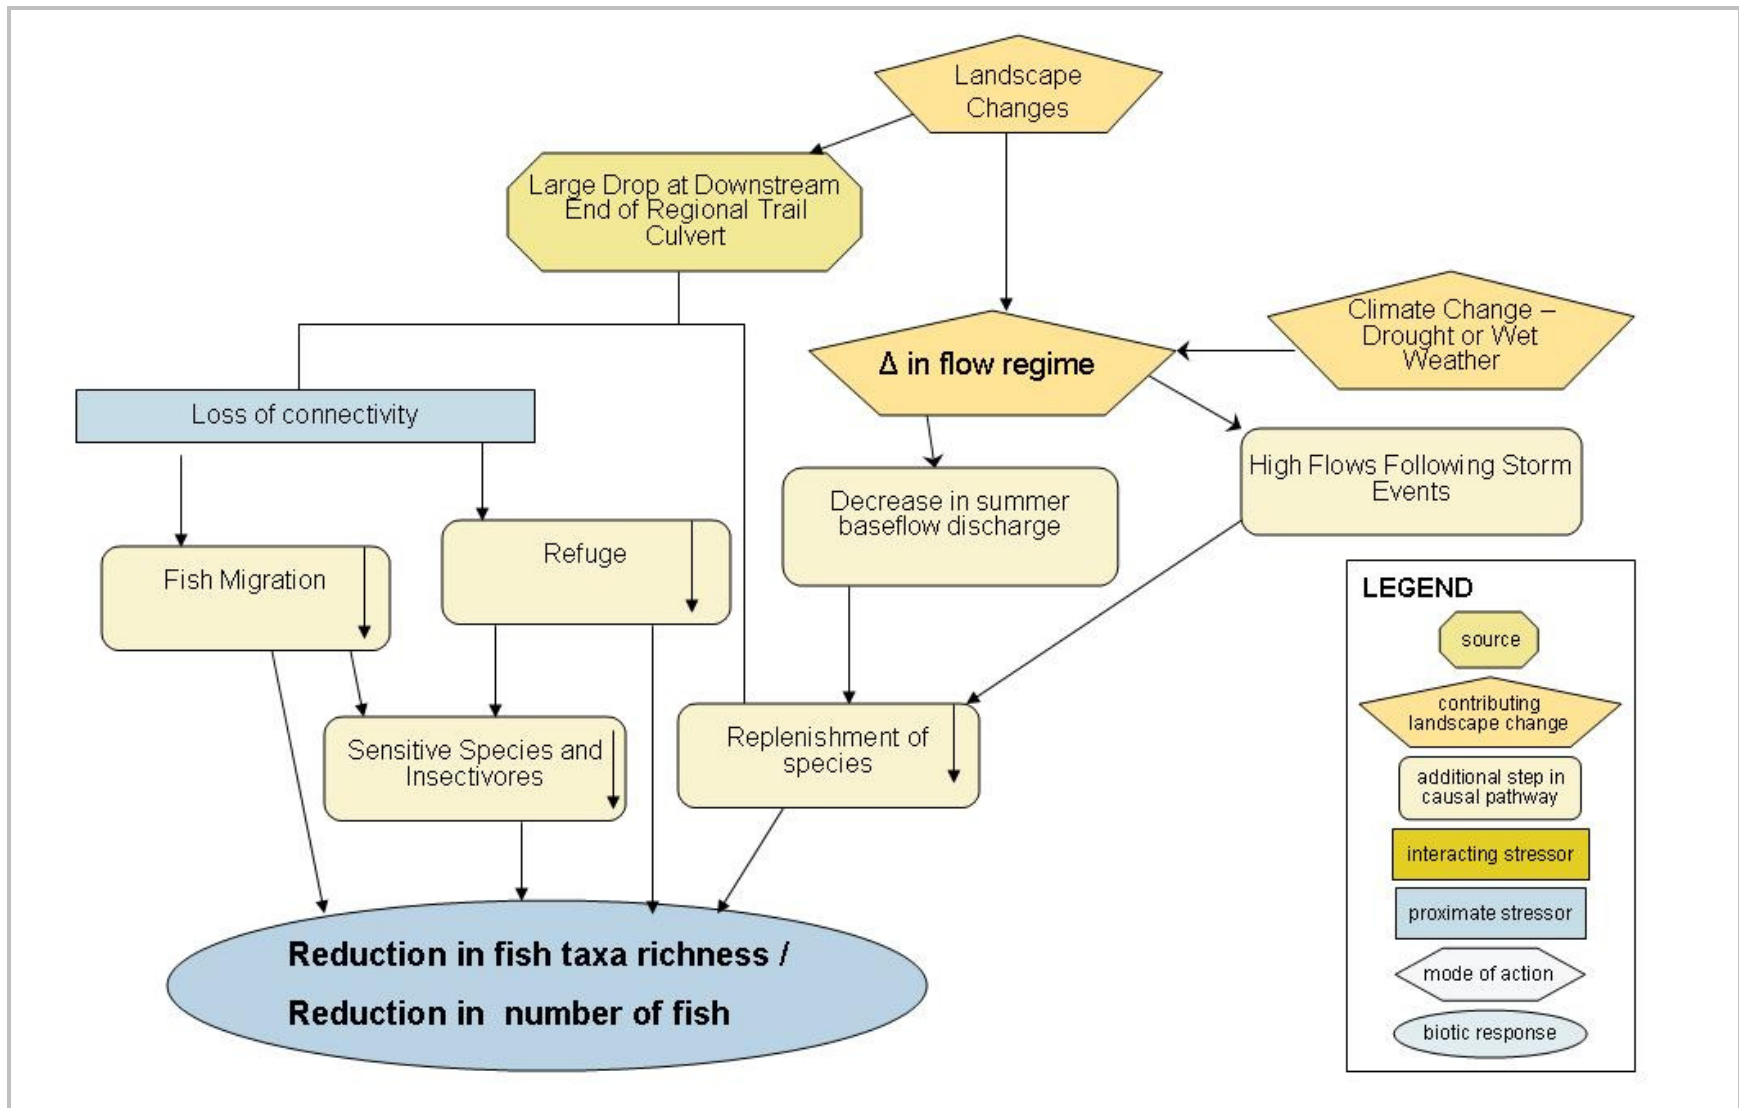 Landscape
Changes
Large Drop at Downstream
End of Regional Trail
Culvert
Climate Change –
Drought or Wet
Weather
Δ in flow regime
Loss of connectivity
High Flows Following Storm
Events
Decrease in summer
baseflow discharge
Refuge
Fish Migration
Sensitive Species and
Insectivores
Replenishment of
species
Reduction in fish taxa richness /
Reduction in number of fish
LEGEND
source
contributing
landscape change
additional step in
causal pathway
interacting stressor
proximate stressor
mode of action
biotic response